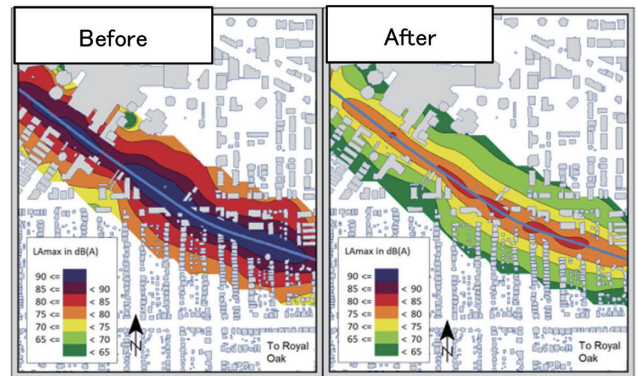 Before
LAmax in dB(A)
90 <=
85 <= < 90
80 <= < 85
75 <= < 80
70 <= < 75
65 <= < 70
< 65
N
To Royal
Oak
After
LAmax in dB(A)
90 <=
85 <= < 90
80 <= < 85
75 <= < 80
70 <= < 75
65 <= < 70
< 65
N
To Royal
Oak